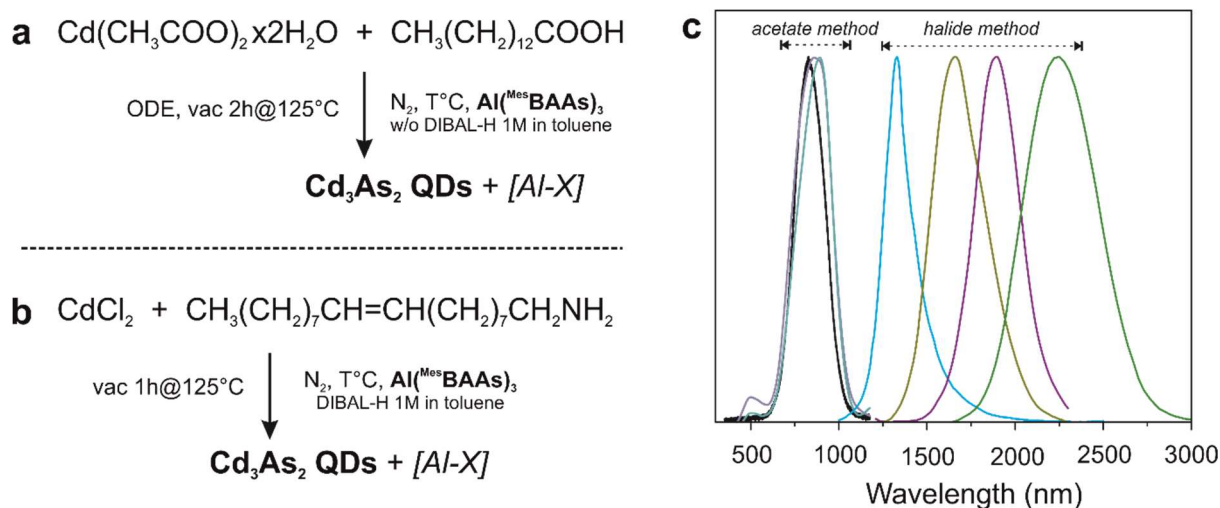 a Cd(CH₃COO)₂x2H₂O + CH₃(CH₂)₁₂COOH
ODE, vac 2h@125°C
N₂, T°C, Al(ᴹᵉˢBAAs)₃
w/o DIBAL-H 1M in toluene
Cd₃As₂ QDs + [Al-X]
b CdCl₂ + CH₃(CH₂)₇CH=CH(CH₂)₇CH₂NH₂
vac 1h@125°C
N₂, T°C, Al(ᴹᵉˢBAAs)₃
DIBAL-H 1M in toluene
Cd₃As₂ QDs + [Al-X]
c
acetate method halide method
500 1000 1500 2000 2500 3000
Wavelength (nm)